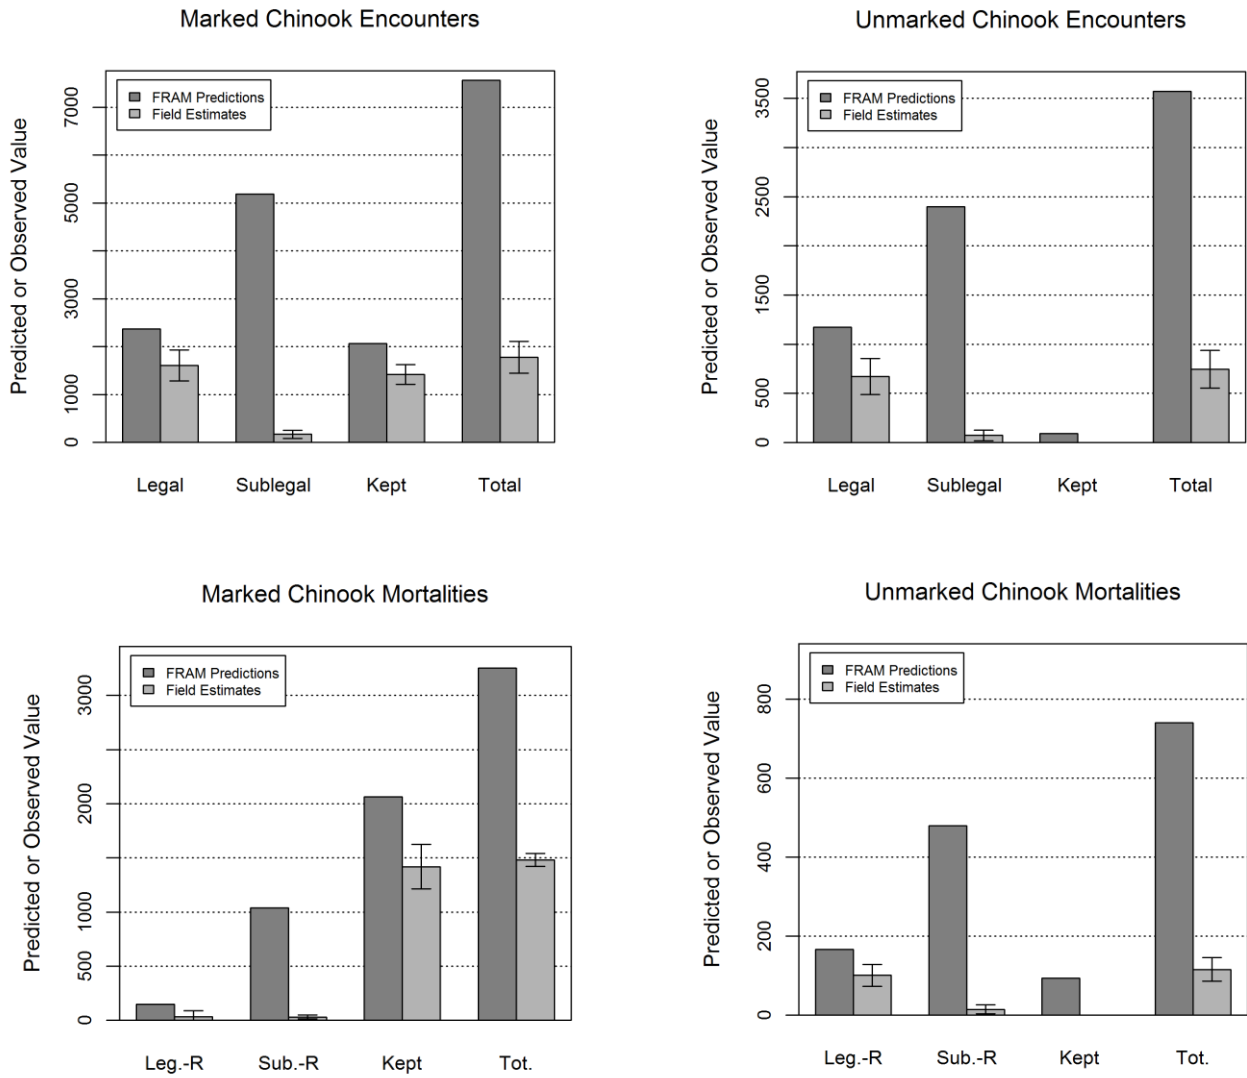 Marked Chinook Encounters
Predicted or Observed Value
7000
5000
3000
1000
0
FRAM Predictions
Field Estimates
Legal Sublegal Kept Total
Unmarked Chinook Encounters
Predicted or Observed Value
3500
2500
1500
500
0
FRAM Predictions
Field Estimates
Legal Sublegal Kept Total
Marked Chinook Mortalities
Predicted or Observed Value
3000
2000
1000
500
0
FRAM Predictions
Field Estimates
Leg.-R Sub.-R Kept Tot.
Unmarked Chinook Mortalities
Predicted or Observed Value
800
600
400
200
0
FRAM Predictions
Field Estimates
Leg.-R Sub.-R Kept Tot.